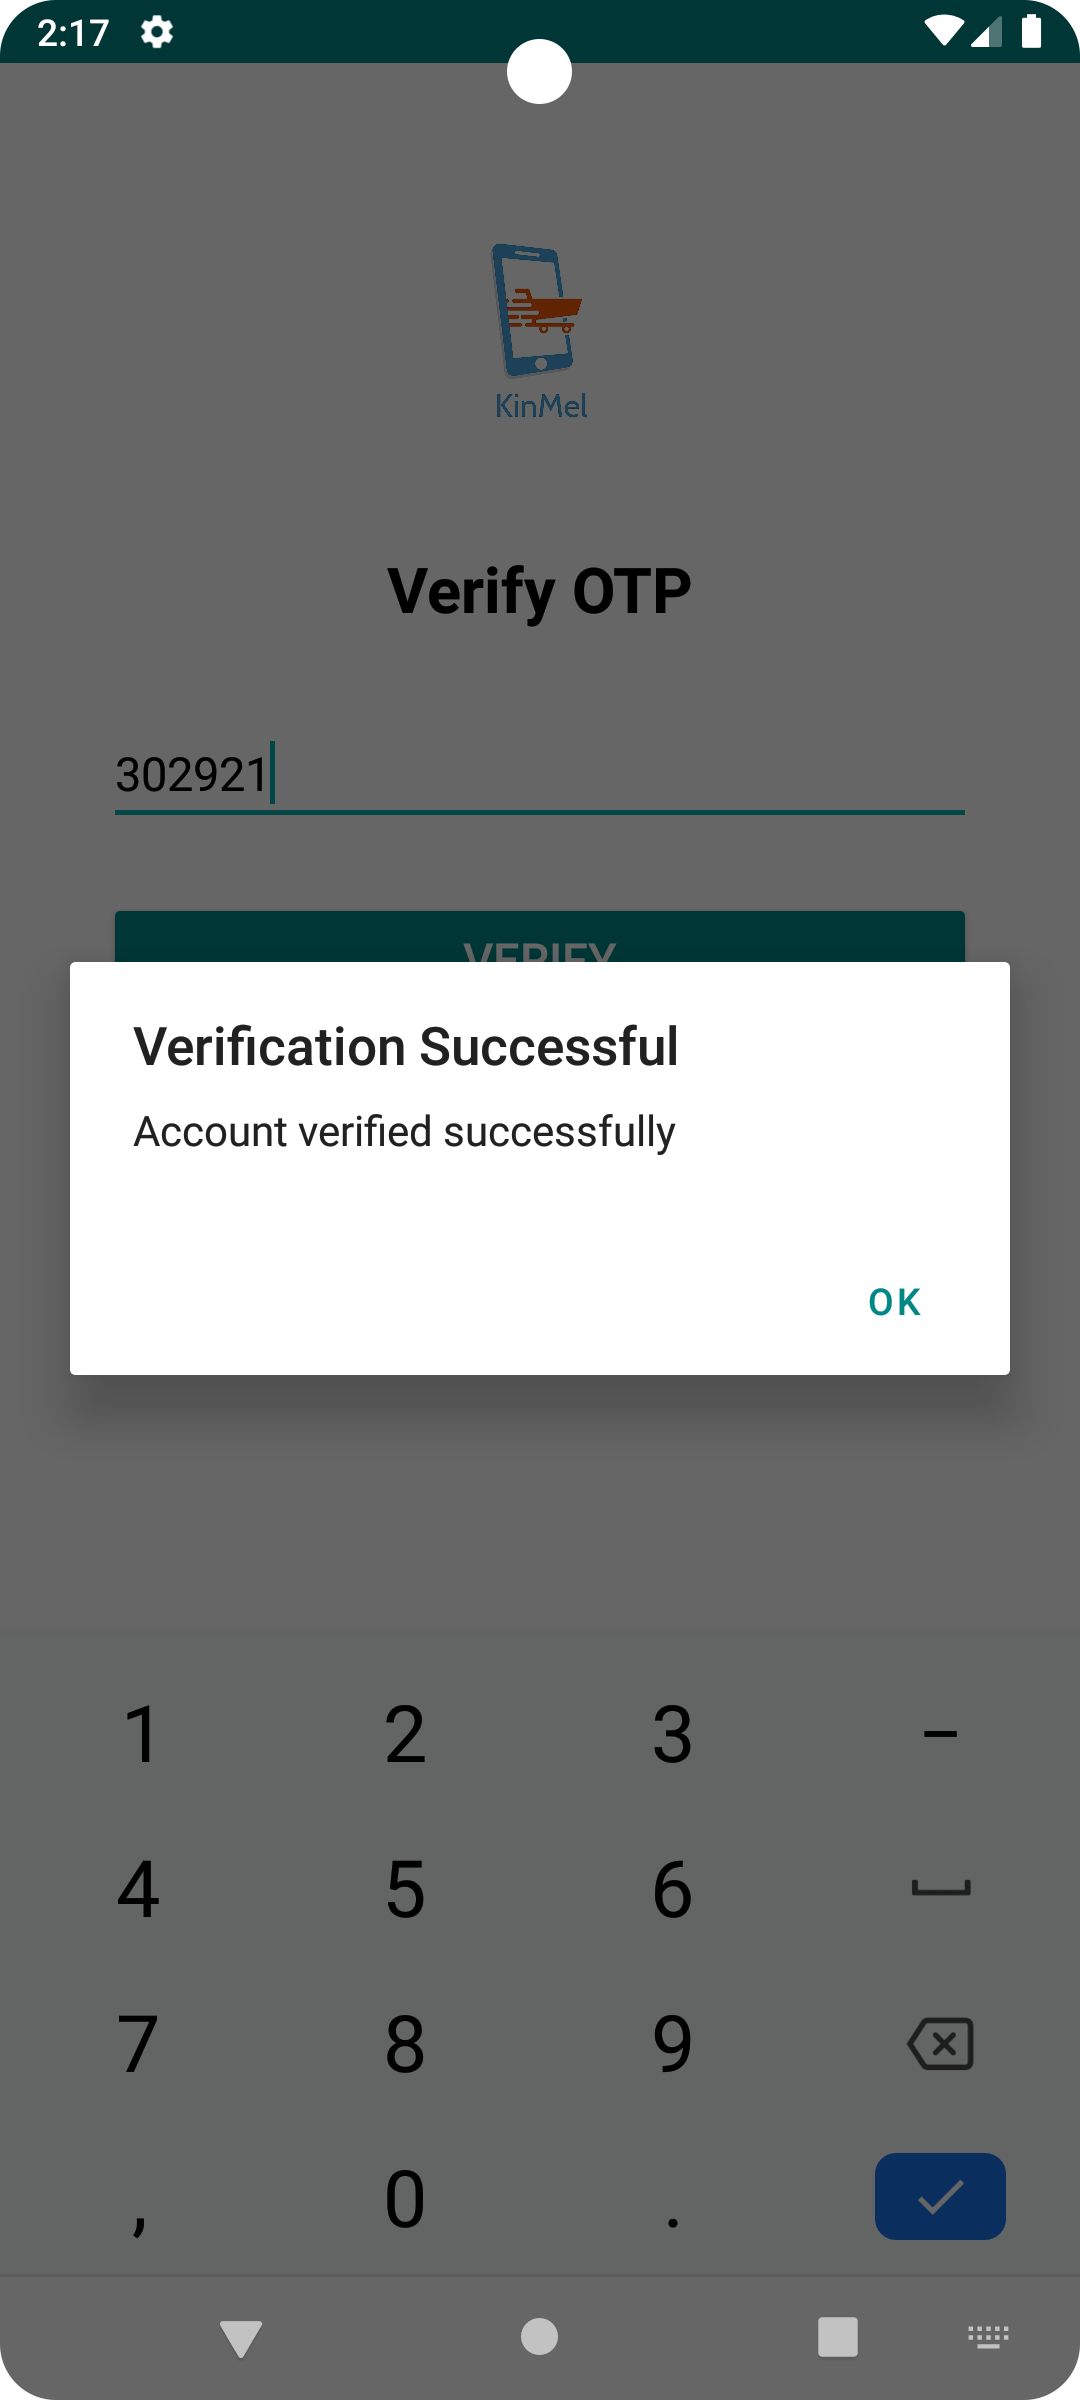 2:17
KinMel
Verify OTP
302921
VERIFY
Verification Successful
Account verified successfully
OK
1 2 3 –
4 5 6
7 8 9
, 0 .